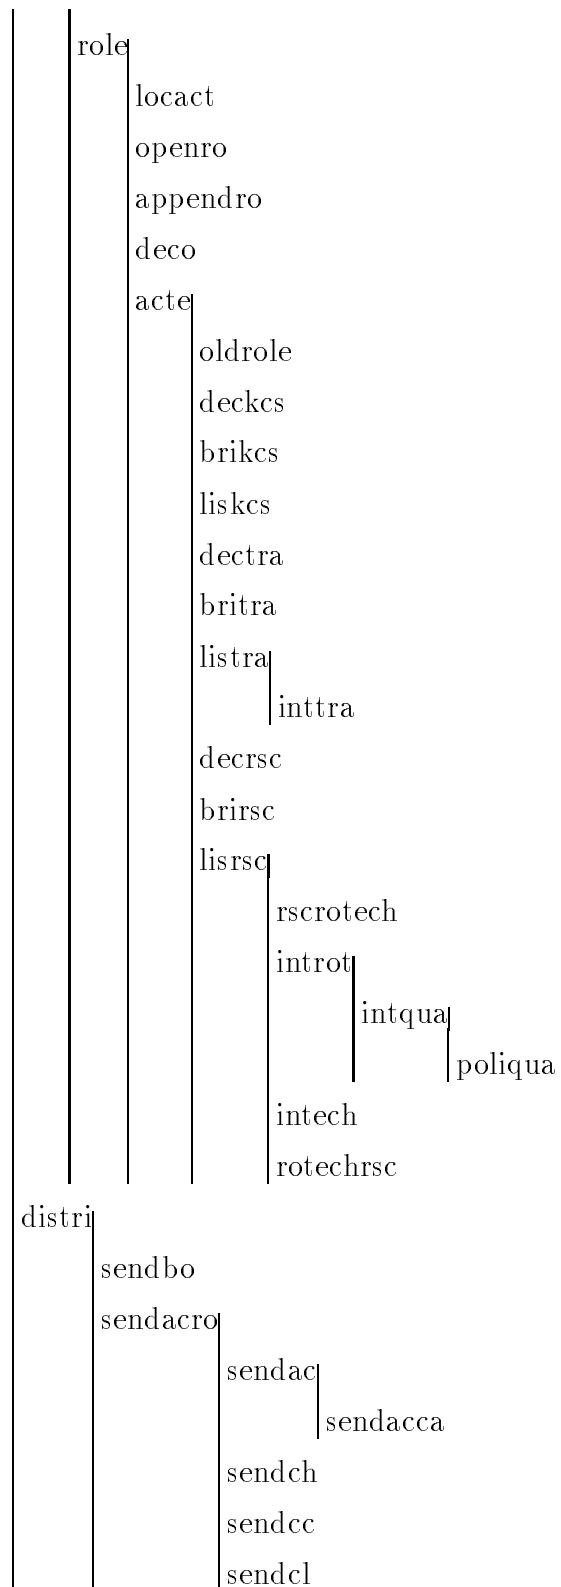 role
locact
openro
appendro
deco
acte
oldrole
deckcs
brikcs
liskcs
dectra
britra
listra
inttra
decrsc
brirsc
lisrsc
rscrotech
introt
intqua
poliqua
intech
rotechrsc
distri
sendbo
sendacro
sendac
sendacca
sendch
sendcc
sendcl